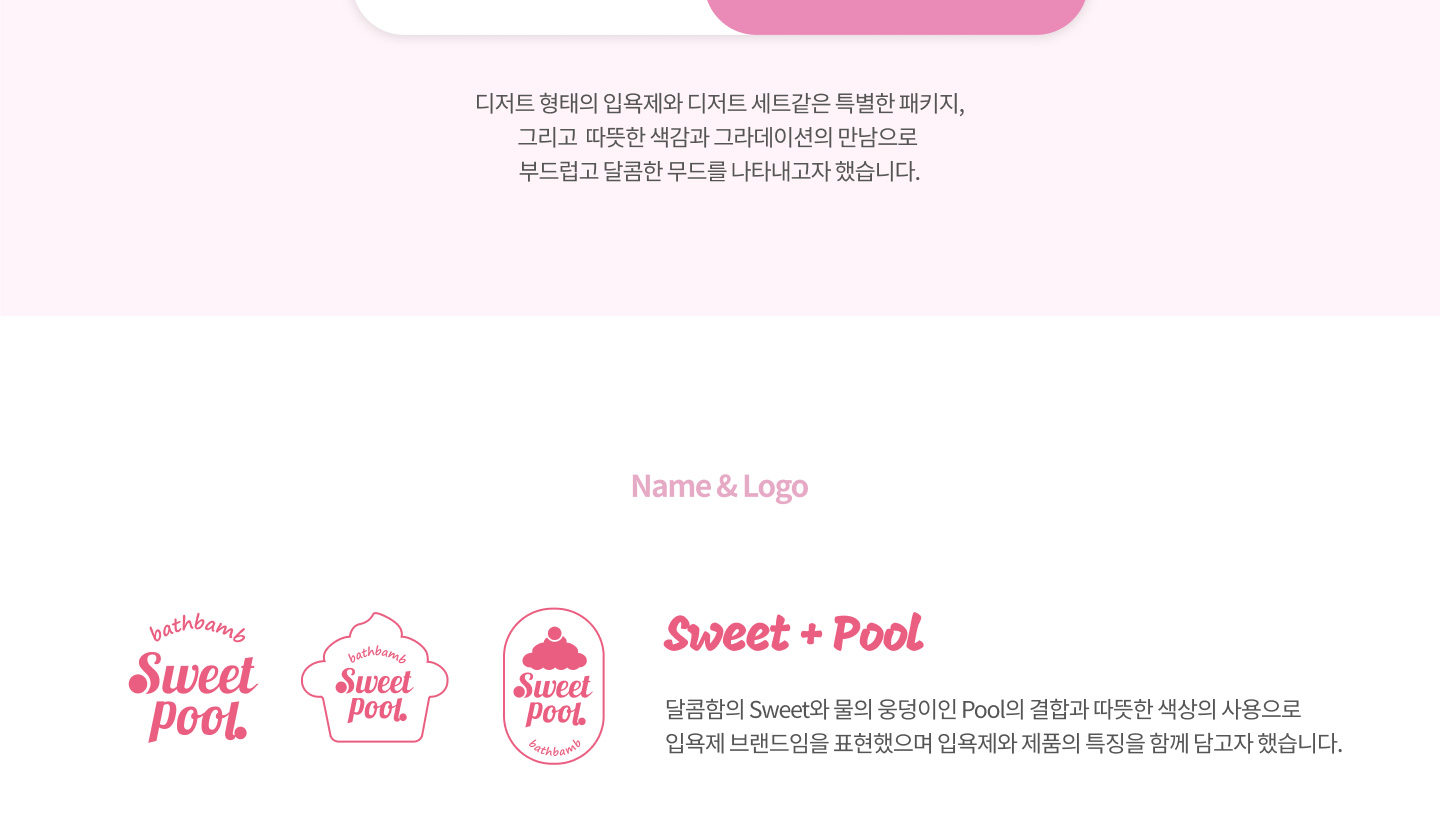 디저트 형태의 입욕제와 디저트 세트같은 특별한 패키지,
그리고 따뜻한 색감과 그라데이션의 만남으로
부드럽고 달콤한 무드를 나타내고자 했습니다.
Name & Logo
bathbamb
Sweet
pool.
bathbamb
Sweet
pool.
Sweet
pool.
bathbamb
Sweet + Pool
달콤함의 Sweet와 물의 웅덩이인 Pool의 결합과 따뜻한 색상의 사용으로
입욕제 브랜드임을 표현했으며 입욕제와 제품의 특징을 함께 담고자 했습니다.